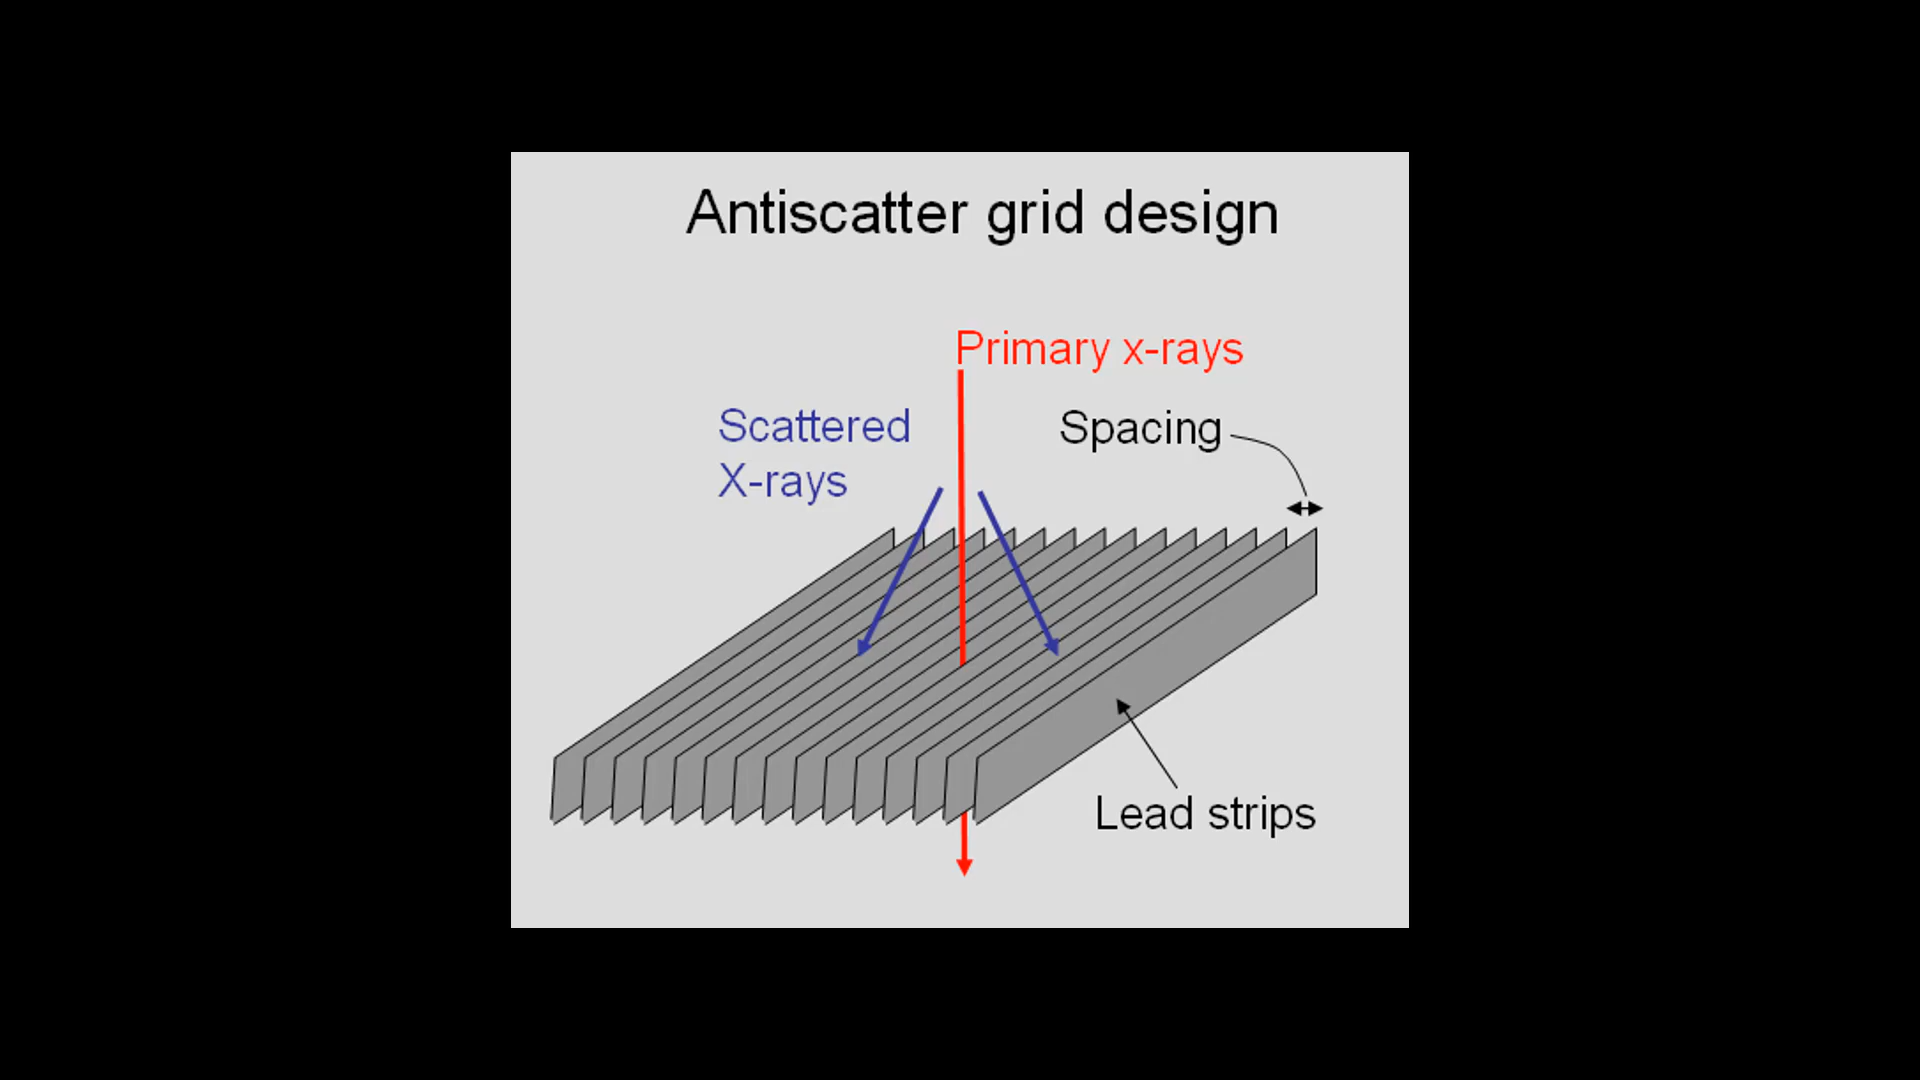 Antiscatter grid design
Primary x-rays
Scattered
X-rays
Spacing
Lead strips